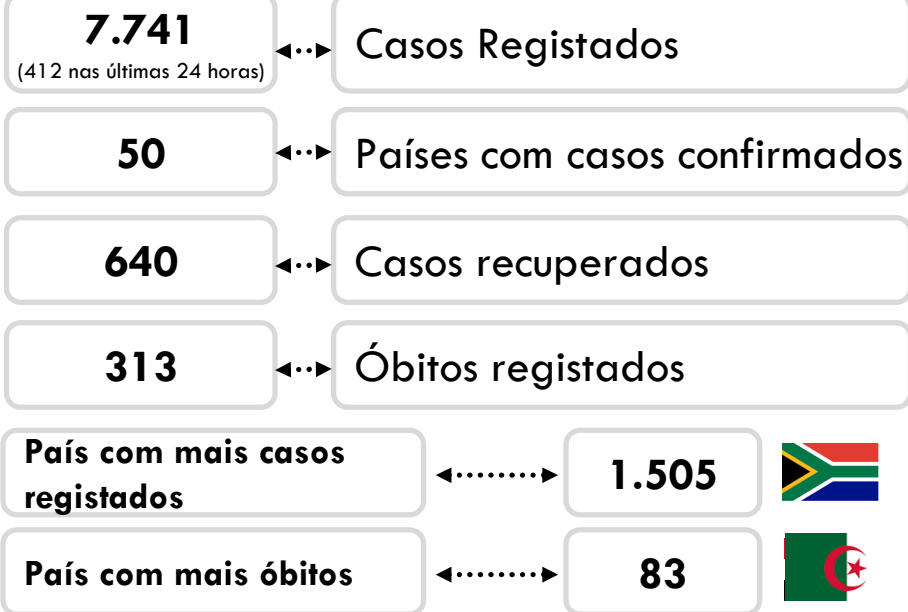 7.741
(412 nas últimas 24 horas)
Casos Registados
50
Países com casos confirmados
640
Casos recuperados
313
Óbitos registados
País com mais casos
registados
1.505
País com mais óbitos
83